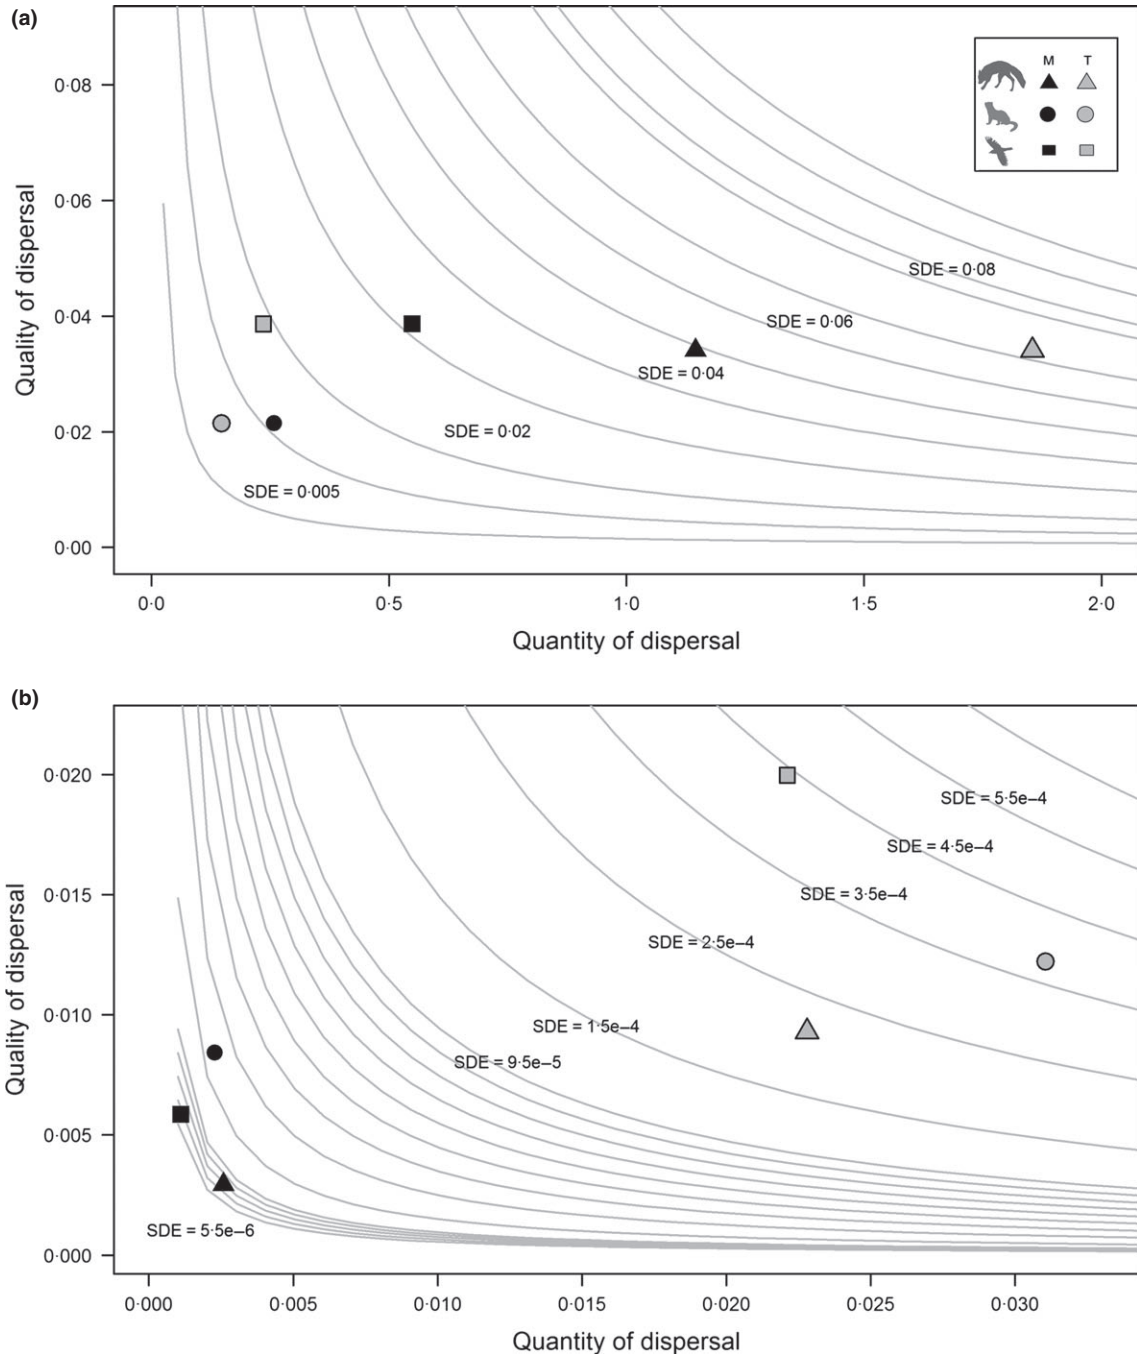 (a)
M T
0·08
0·06
0·04
0·02
0·00
Quality of dispersal
SDE = 0·08
SDE = 0·06
SDE = 0·04
SDE = 0·02
SDE = 0·005
0·0 0·5 1·0 1·5 2·0
Quantity of dispersal
(b)
0·020
0·015
0·010
0·005
0·000
Quality of dispersal
SDE = 5·5e–4
SDE = 4·5e–4
SDE = 3·5e–4
SDE = 2·5e–4
SDE = 1·5e–4
SDE = 9·5e–5
SDE = 5·5e–6
0·000 0·005 0·010 0·015 0·020 0·025 0·030
Quantity of dispersal